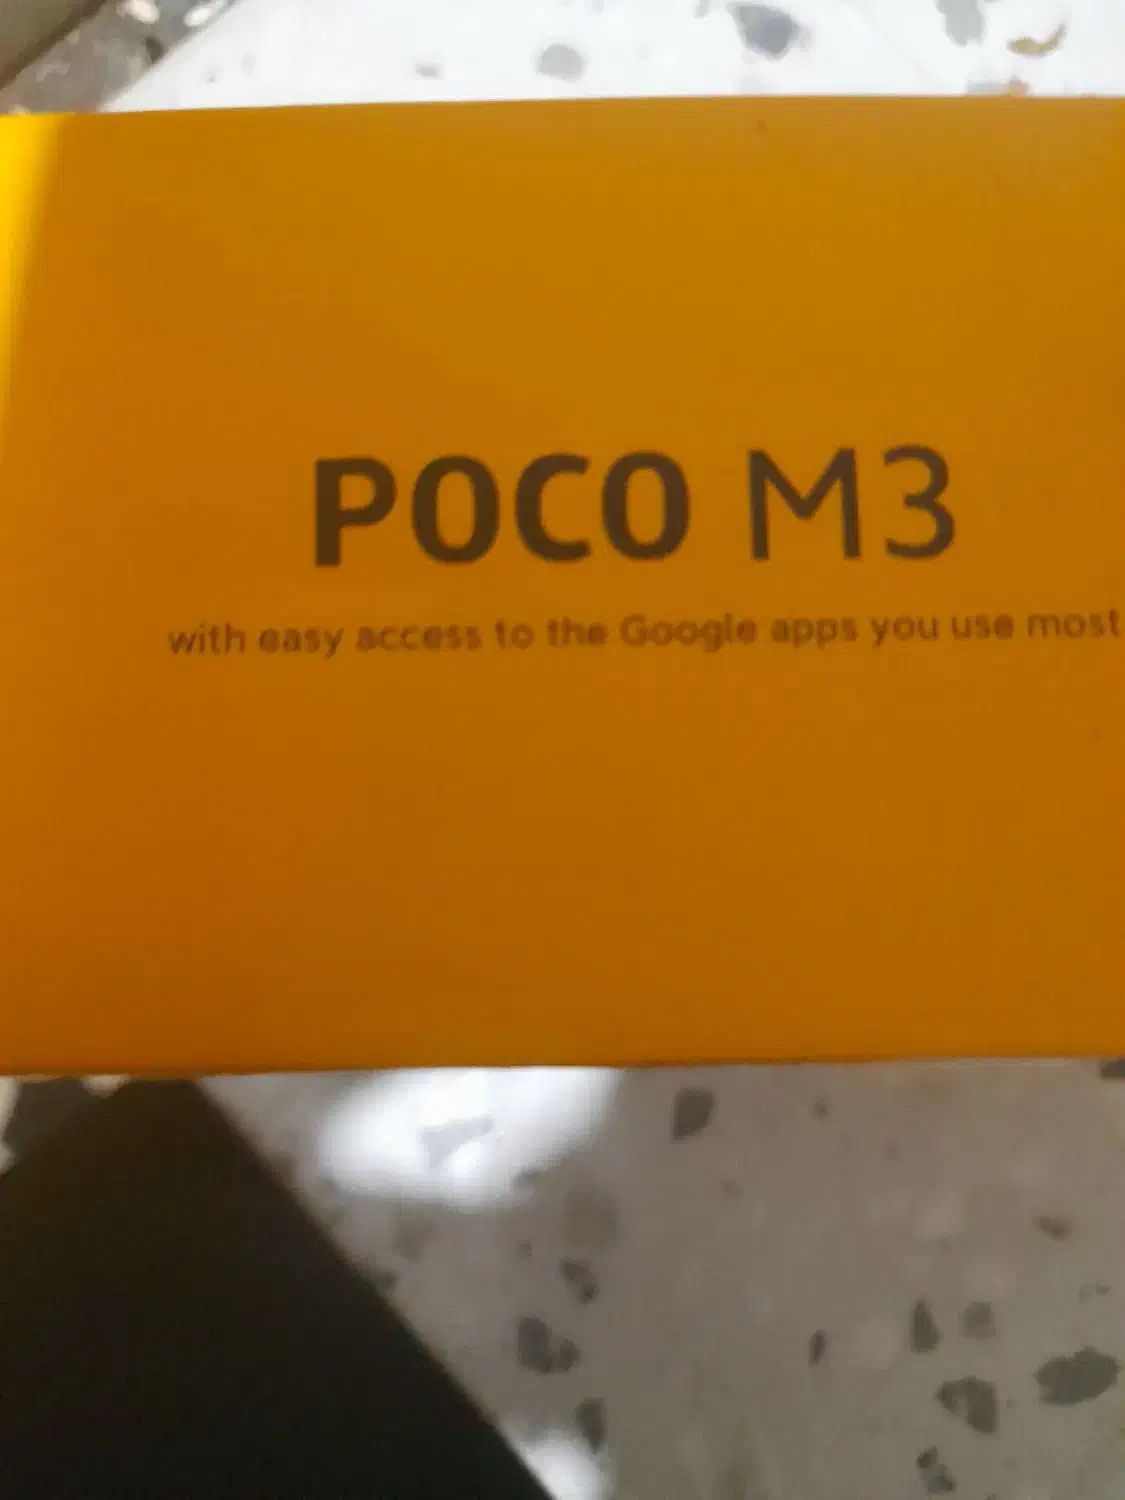 POCO M3
with easy access to the Google apps you use most